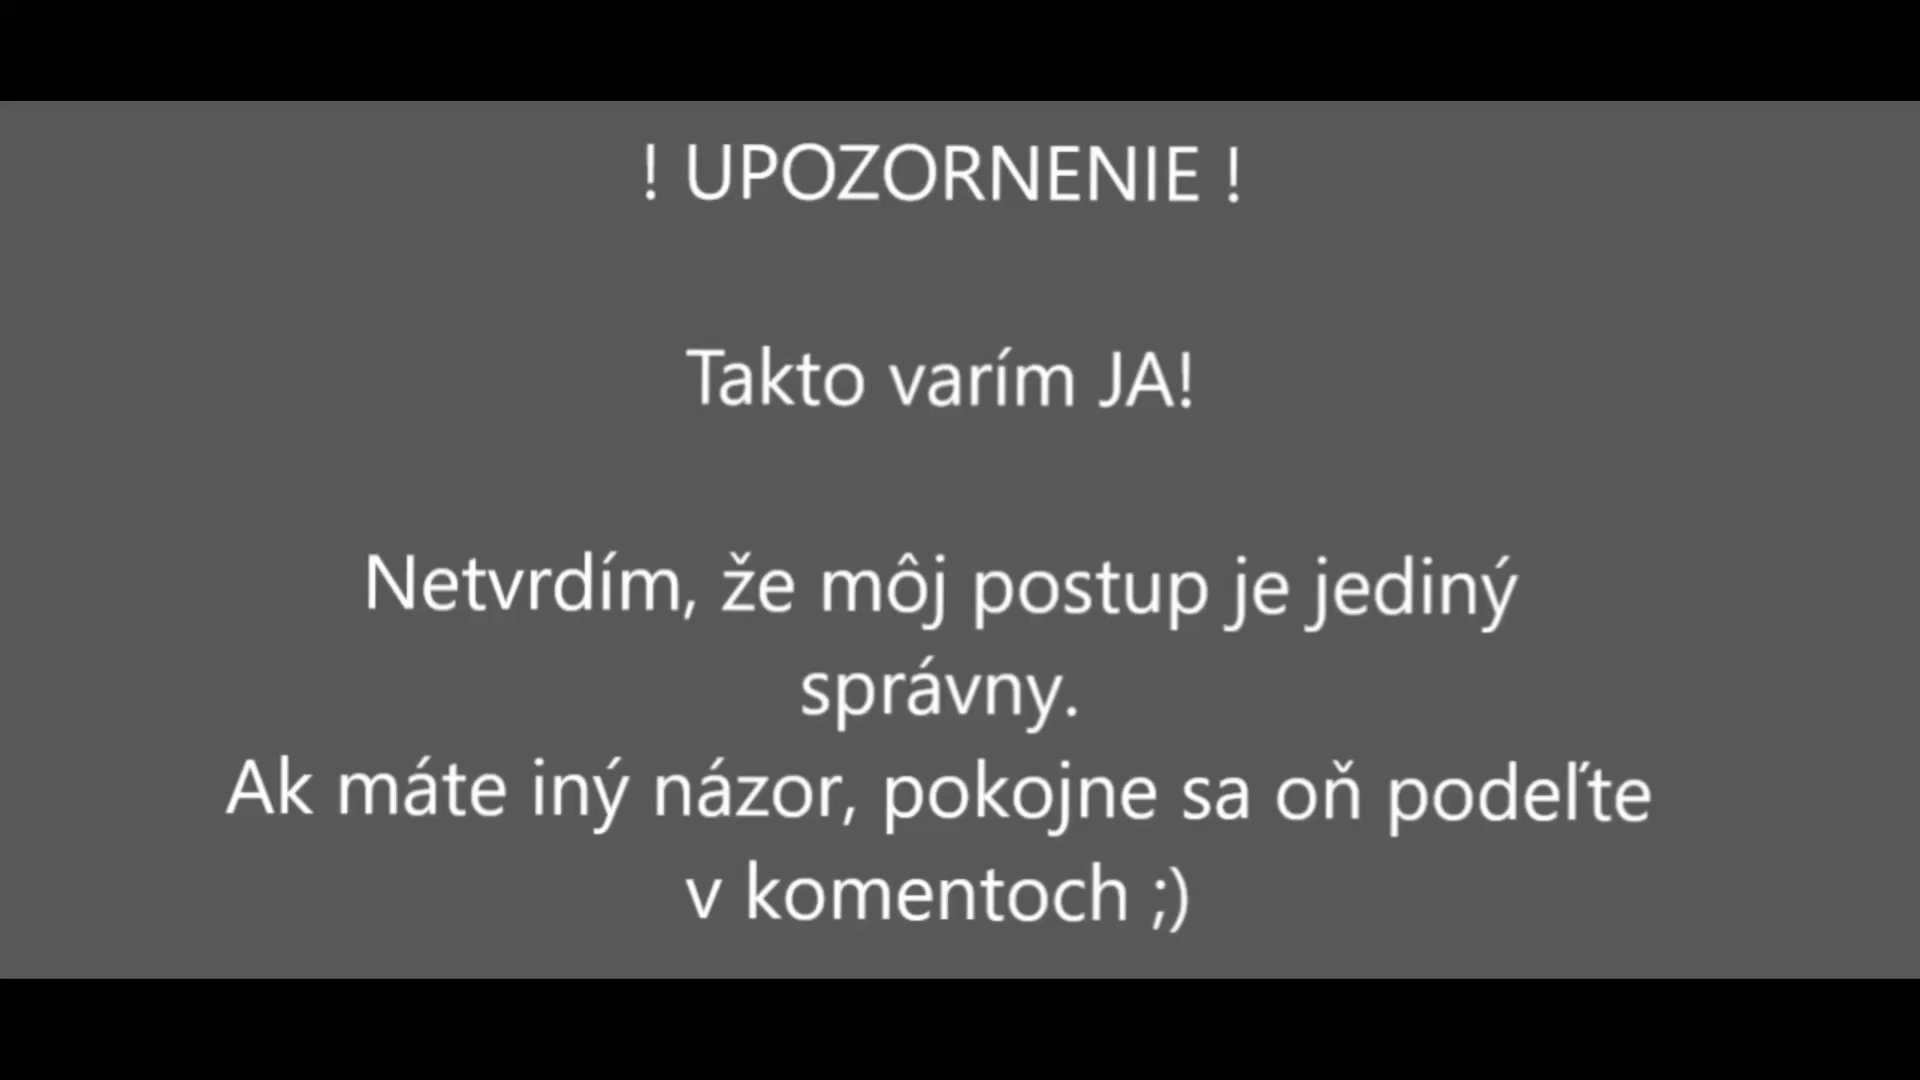 ! UPOZORNENIE !
Takto varím JA!
Netvrdím, že môj postup je jediný
správny.
Ak máte iný názor, pokojne sa oň podeľte
v komentoch ;)